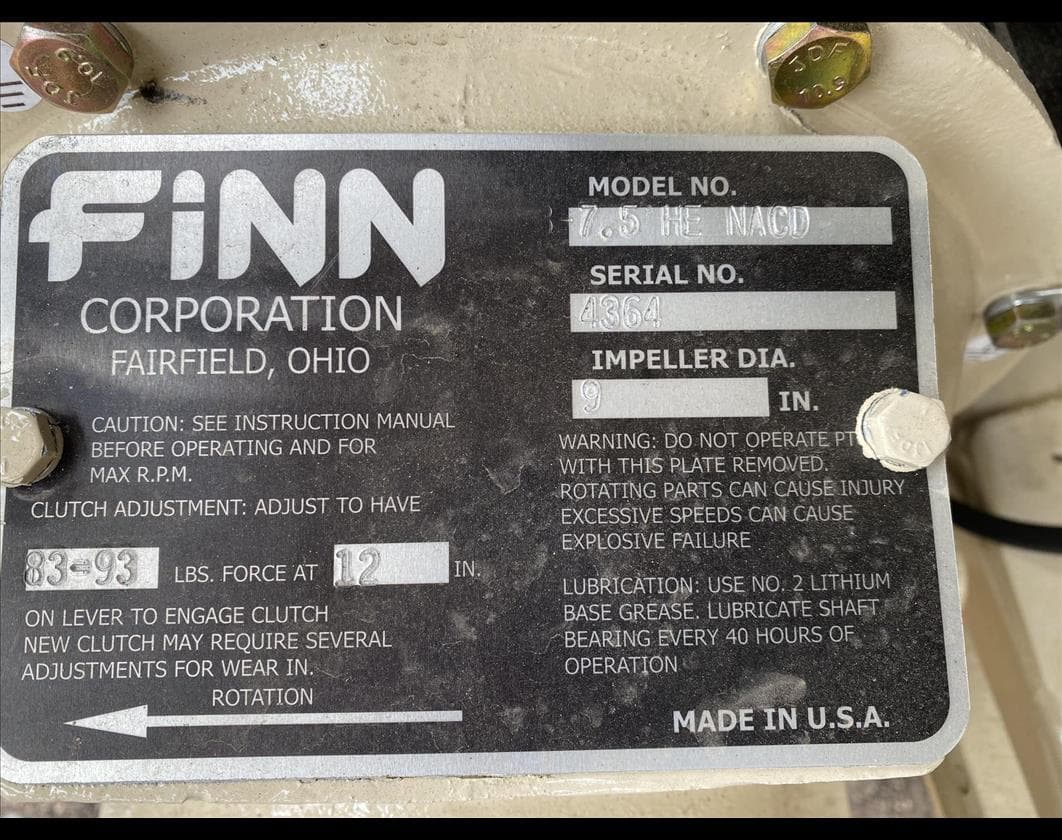 FINN
CORPORATION
FAIRFIELD, OHIO
CAUTION: SEE INSTRUCTION MANUAL
BEFORE OPERATING AND FOR
MAX R.P.M.
CLUTCH ADJUSTMENT: ADJUST TO HAVE
83-93 LBS. FORCE AT 12 IN.
ON LEVER TO ENGAGE CLUTCH
NEW CLUTCH MAY REQUIRE SEVERAL
ADJUSTMENTS FOR WEAR IN.
ROTATION
MODEL NO.
-7.5 HE NACD
SERIAL NO.
4364
IMPELLER DIA.
9 IN.
WARNING: DO NOT OPERATE PT
WITH THIS PLATE REMOVED.
ROTATING PARTS CAN CAUSE INJURY
EXCESSIVE SPEEDS CAN CAUSE
EXPLOSIVE FAILURE
LUBRICATION: USE NO. 2 LITHIUM
BASE GREASE. LUBRICATE SHAFT
BEARING EVERY 40 HOURS OF
OPERATION
MADE IN U.S.A.
JDF
10.9